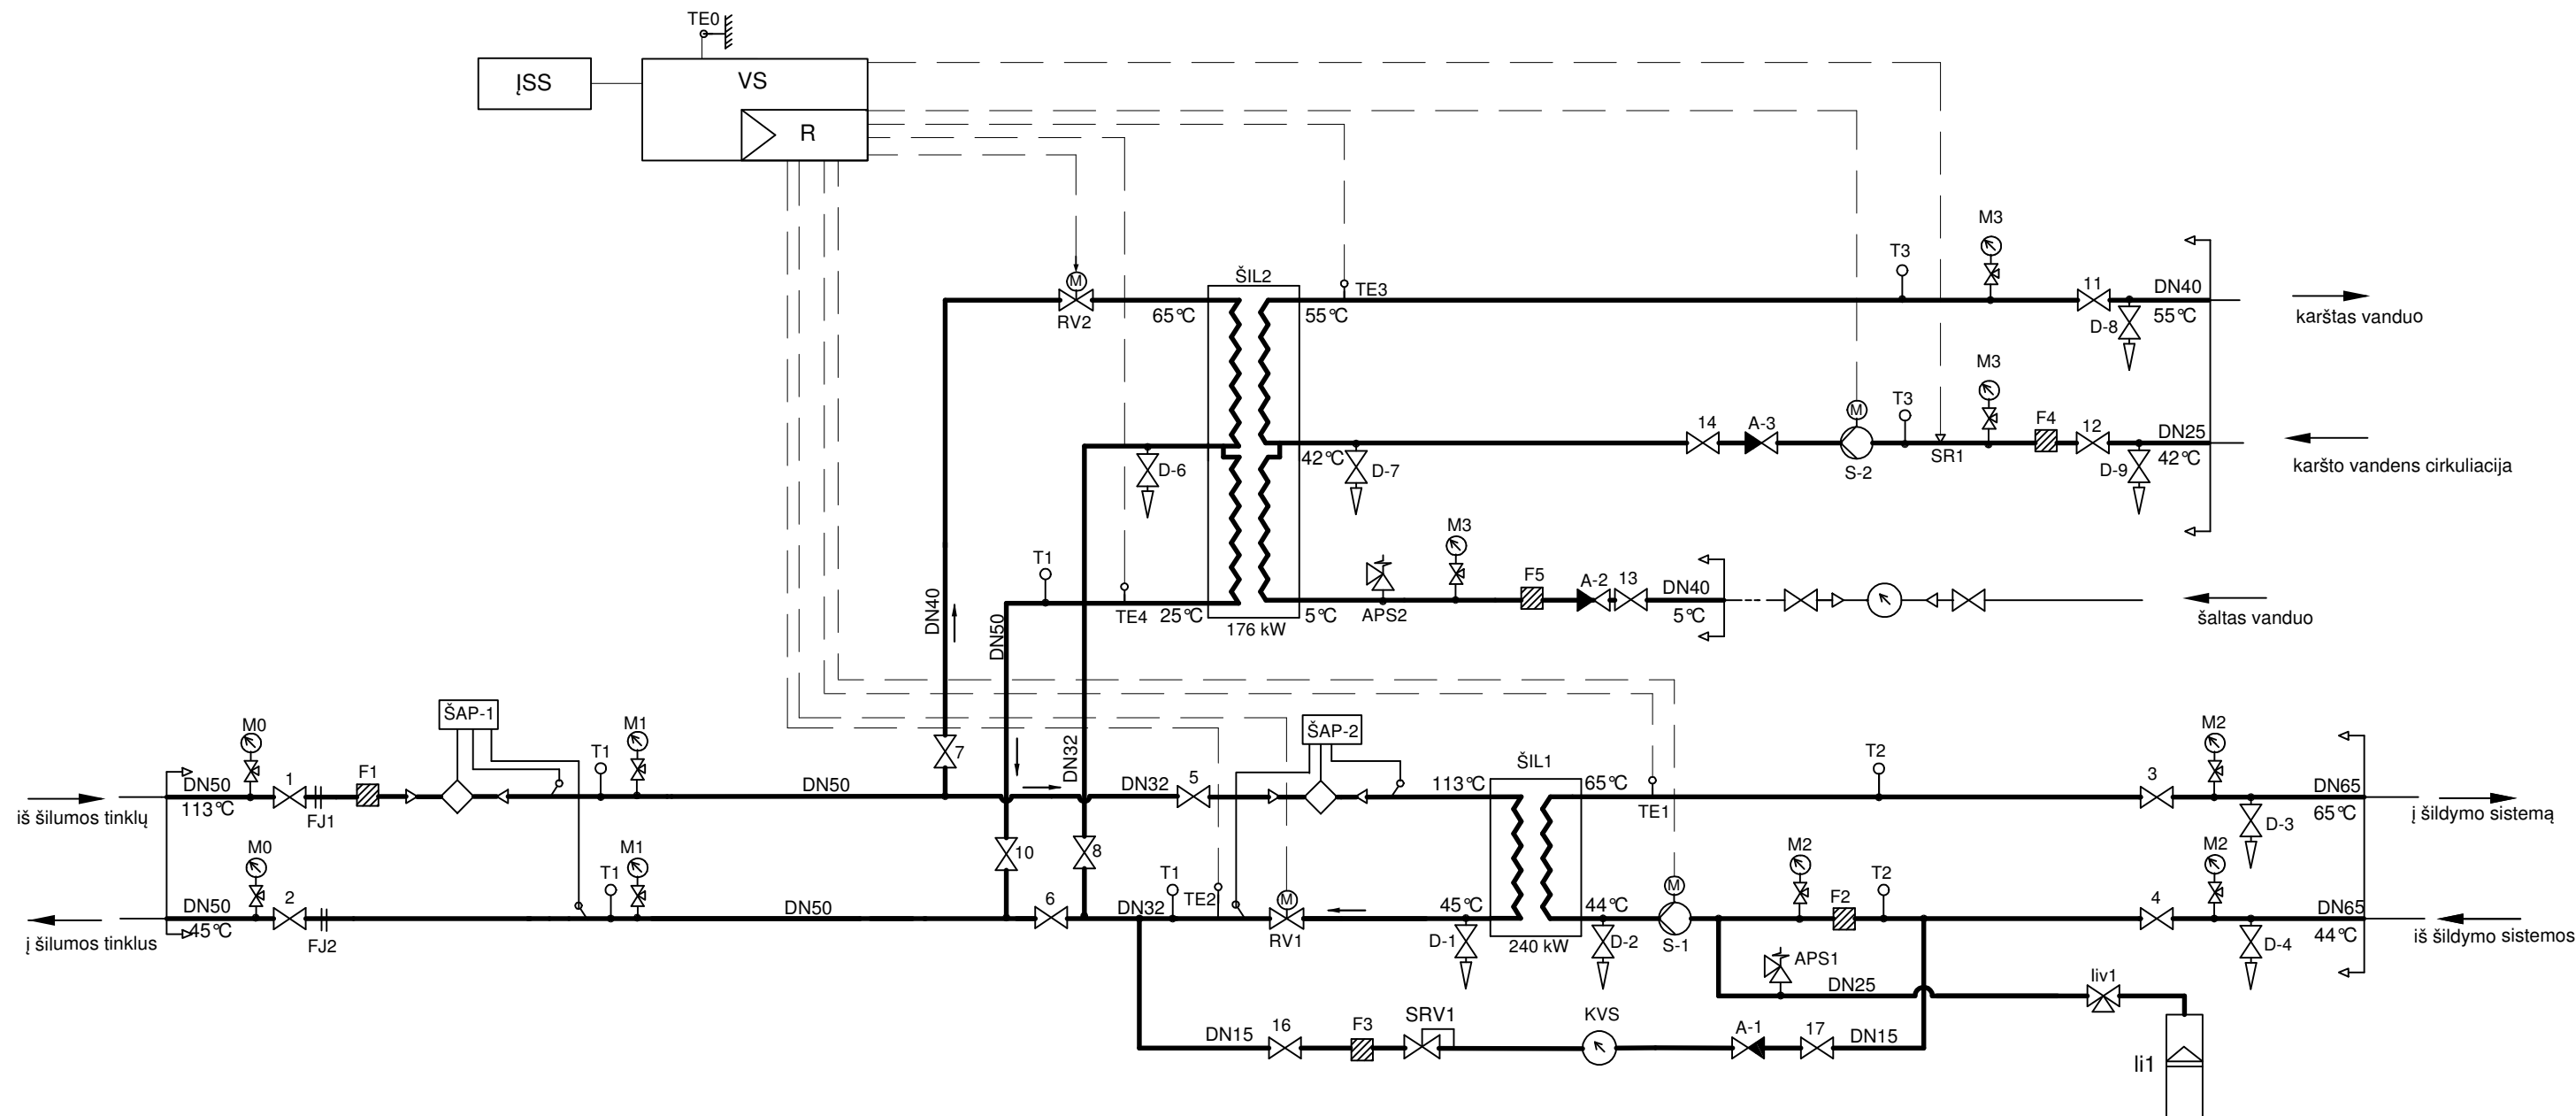 TE0
ĮSS
VS
R
M3
T3
ŠIL2
M
TE3
11
DN40
RV2
65°C
55°C
D-8
55°C
karštas vanduo
M3
T3
M
14
A-3
F4
12
DN25
D-6
42°C
D-7
S-2
SR1
D-9
42°C
karšto vandens cirkuliacija
M3
T1
F5
A-2
13
DN40
DN40
DN50
TE4
25°C
5°C
APS2
5°C
176 kW
šaltas vanduo
ŠAP-1
M0
M1
T1
F1
1
DN50
113°C
FJ1
iš šilumos tinklų
DN50
7
DN32
DN32
5
ŠAP-2
113°C
ŠIL1
65°C
TE1
T2
M2
3
DN65
65°C
D-3
į šildymo sistemą
M0
M1
T1
2
DN50
45°C
FJ2
į šilumos tinklus
DN50
10
8
6
DN32
T1
TE2
M
RV1
45°C
D-1
44°C
D-2
240 kW
M
S-1
M2
F2
T2
4
M2
DN65
44°C
D-4
iš šildymo sistemos
APS1
DN25
liv1
DN15
16
F3
SRV1
KVS
A-1
17
DN15
li1